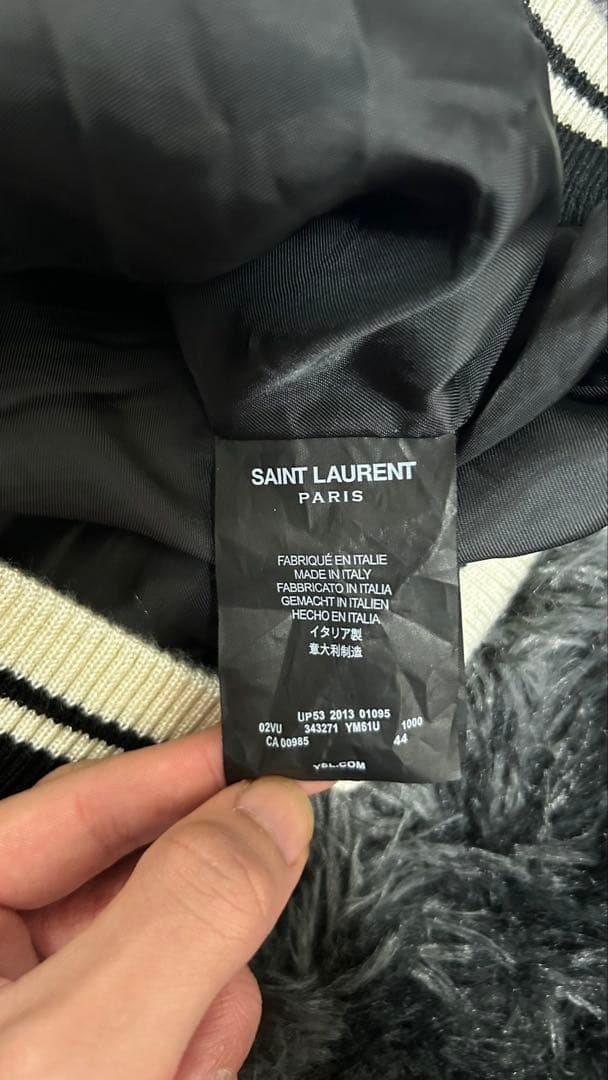 SAINT LAURENT
PARIS
FABRIQUÉ EN ITALIE
MADE IN ITALY
FABBRICATO IN ITALIA
GEMACHT IN ITALIEN
HECHO EN ITALIA
イタリア製
意大利制造
UP53 2013 01095
02VU 343271 YM61U 1000
CA 00985 44
YSL.COM